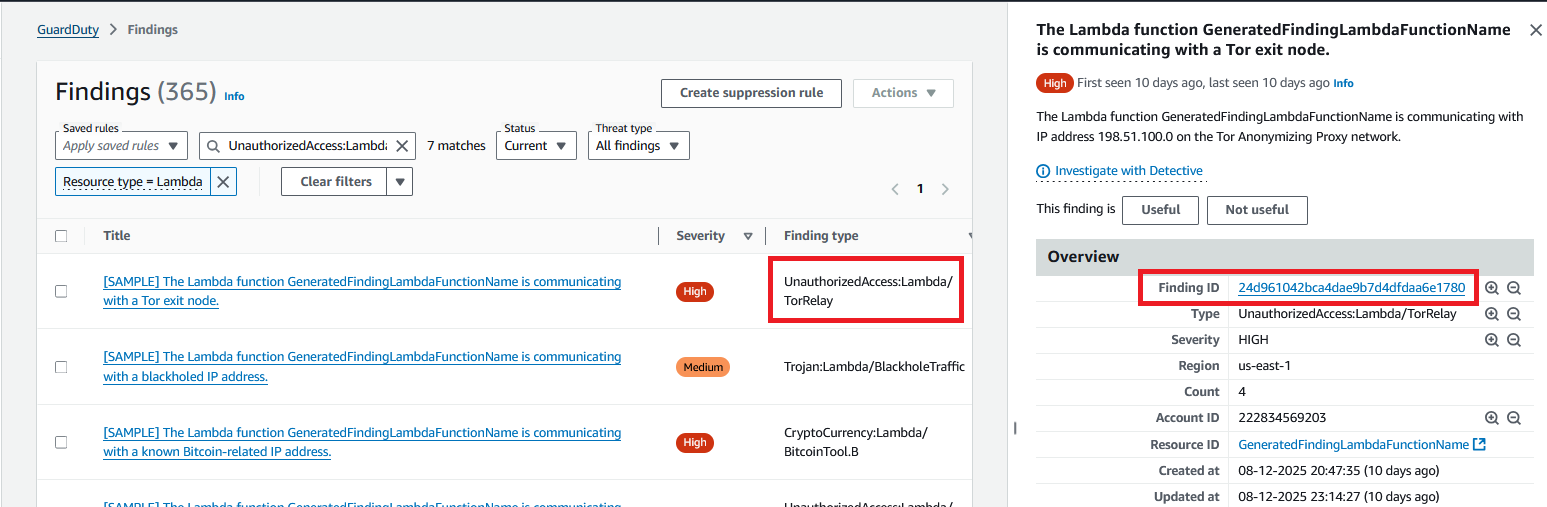 GuardDuty > Findings
Findings (365) Info
Create suppression rule
Actions
Saved rules
Apply saved rules
UnauthorizedAccess:Lambda
7 matches
Status
Current
Threat type
All findings
Resource type = Lambda
Clear filters
1
Title
Severity
Finding type
[SAMPLE] The Lambda function GeneratedFindingLambdaFunctionName is communicating
with a Tor exit node.
High
UnauthorizedAccess:Lambda/
TorRelay
[SAMPLE] The Lambda function GeneratedFindingLambdaFunctionName is communicating
with a blackholed IP address.
Medium
Trojan:Lambda/BlackholeTraffic
[SAMPLE] The Lambda function GeneratedFindingLambdaFunctionName is communicating
with a known Bitcoin-related IP address.
High
CryptoCurrency:Lambda/
BitcoinTool.B
[SAMPLE] The Lambda function GeneratedFindingLambdaFunctionName is communicating
UnauthorizedAccess:Lambda/
The Lambda function GeneratedFindingLambdaFunctionName
is communicating with a Tor exit node.
High First seen 10 days ago, last seen 10 days ago Info
The Lambda function GeneratedFindingLambdaFunctionName is communicating with
IP address 198.51.100.0 on the Tor Anonymizing Proxy network.
Investigate with Detective
This finding is Useful Not useful
Overview
Finding ID 24d961042bca4dae9b7d4dfdaa6e1780
Type UnauthorizedAccess:Lambda/TorRelay
Severity HIGH
Region us-east-1
Count 4
Account ID 222834569203
Resource ID GeneratedFindingLambdaFunctionName
Created at 08-12-2025 20:47:35 (10 days ago)
Updated at 08-12-2025 23:14:27 (10 days ago)